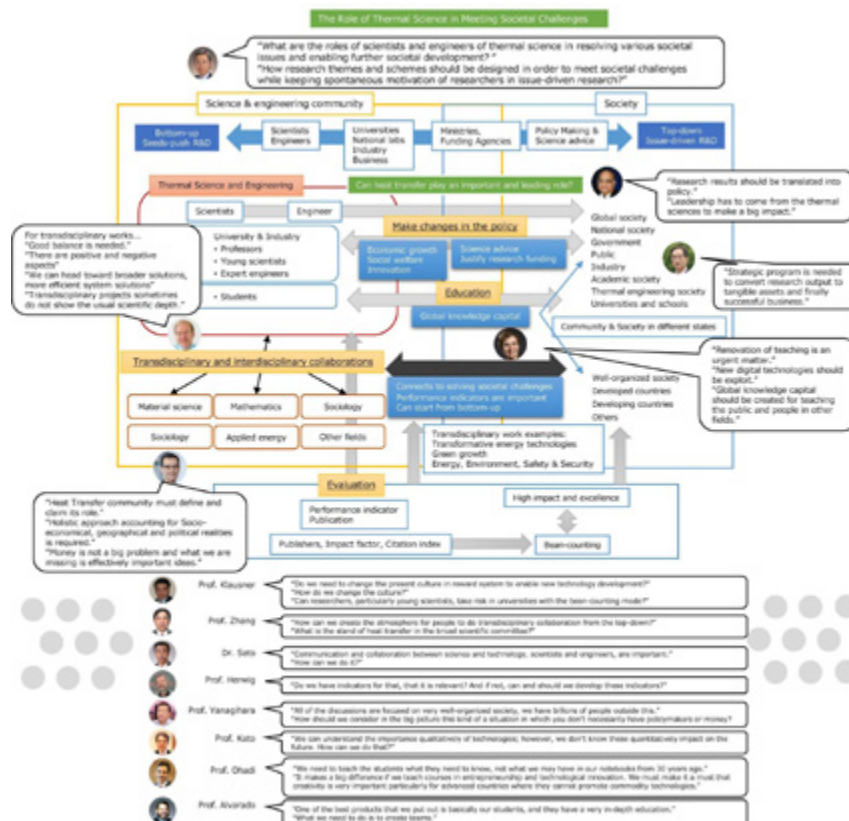 The Role of Thermal Science in Meeting Societal Challenges
"What are the roles of scientists and engineers of thermal science in resolving various societal
issues and enabling further societal development? "
"How research themes and schemes should be designed in order to meet societal challenges
while keeping spontaneous motivation of researchers in issue-driven research?"
Science & engineering community
Society
Bottom-up
Seeds-push R&D
Scientists
Engineers
Universities
National labs
Industry
Business
Ministries,
Funding Agencies
Policy Making &
Science advice
Top-down
Issue-driven R&D
Thermal Science and Engineering
Can heat transfer play an important and leading role?
"Research results should be translated into
policy."
"Leadership has to come from the thermal
sciences to make a big impact.
Scientists
Engineer
Make changes in the policy
Economic growth
Social welfare
Innovation
Science advice
Justify research funding
Global society
National society
Government
Public
Industry
Academic society
Thermal engineering society
Universities and schools
For transdisciplinary works...
"Good balance is needed."
"There are positive and negative
aspects"
"We can head toward broader solutions,
more efficient system solutions"
"Transdisciplinary projects sometimes
do not show the usual scientific depth."
University & Industry
• Professors
• Young scientists
• Expert engineers
• Students
"Strategic program is needed
to convert research output to
tangible assets and finally
successful business."
Education
Global knowledge capital
Community & Society in different states
Transdisciplinary and interdisciplinary collaborations
"Renovation of teaching is an
urgent matter."
"New digital technologies should
be exploit."
"Global knowledge capital
should be created for teaching
the public and people in other
fields."
Connects to solving societal challenges
Performance indicators are important
Can start from bottom-up
Well-organized society
Developed countries
Developing countries
Others
Material science
Mathematics
Sociology
Sociology
Applied energy
Other fields
Transdisciplinary work examples:
Transformative energy technologies
Green growth
Energy, Environment, Safety & Security
Evaluation
"Heat Transfer community must define and
claim its role."
"Holistic approach accounting for Socio-
economical, geographical and political realities
is required."
"Money is not a big problem and what we are
missing is effectively important ideas."
Performance indicator
Publication
High impact and excellence
Publishers, Impact factor, Citation index
Bean-counting
Prof. Klausner
"Do we need to change the present culture in reward system to enable new technology development?"
"How do we change the culture?"
"Can researchers, particularly young scientists, take risk in universities with the bean-counting mode?"
Prof. Zhang
"How can we create the atmosphere for people to do transdisciplinary collaboration from the top-down?"
"What is the stand of heat transfer in the broad scientific committee?"
Dr. Sato
"Communication and collaboration between science and technology, scientists and engineers, are important."
"How can we do it?"
Prof. Herwig
"Do we have indicators for that, that it is relevant? And if not, can and should we develop these indicators?"
Prof. Yanagihara
"All of the discussions are focused on very well-organized society, we have billions of people outside this."
"How should we consider in the big picture this kind of a situation in which you don't necessarily have policymakers or money?
Prof. Kato
"We can understand the importance qualitatively of technologies; however, we don't know those quantitatively impact on the
future. How can we do that?"
Prof. Ohadi
"We need to teach the students what they need to know, not what we may have in our notebooks from 30 years ago."
"It makes a big difference if we teach courses in entrepreneurship and technological innovation. We must make it a must that
creativity is very important particularly for advanced countries where they cannot promote commodity technologies."
Prof. Alvorado
"One of the best products that we put out is basically our students, and they have a very in-depth education."
"What we need to do is to create teams."